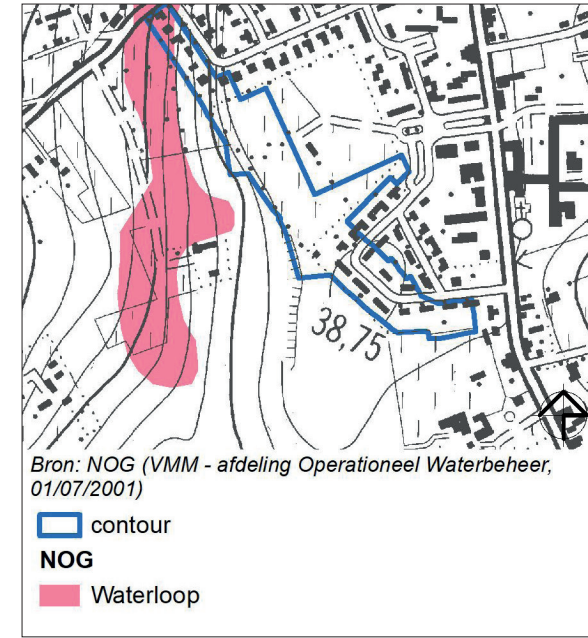 38,75
Bron: NOG (VMM - afdeling Operationeel Waterbeheer,
01/07/2001)
contour
NOG
Waterloop